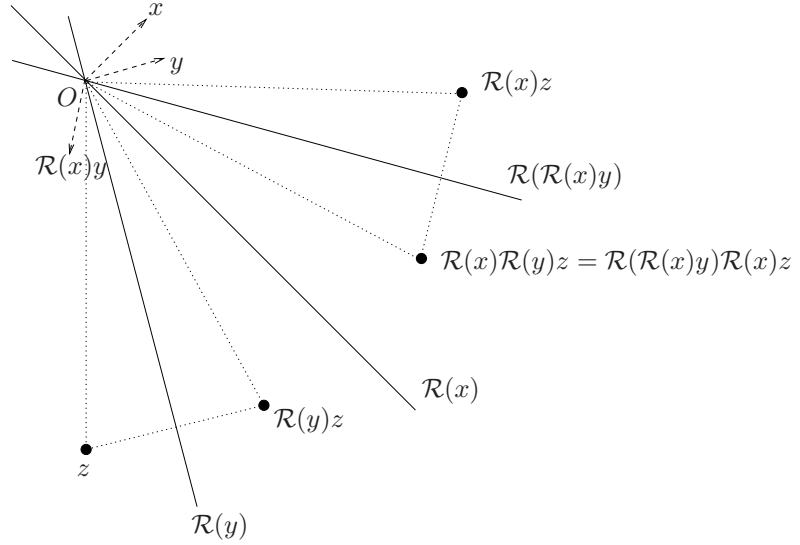 x
y
O
ℛ(x)z
ℛ(x)y
ℛ(ℛ(x)y)
ℛ(x)ℛ(y)z = ℛ(ℛ(x)y)ℛ(x)z
ℛ(x)
ℛ(y)z
z
ℛ(y)